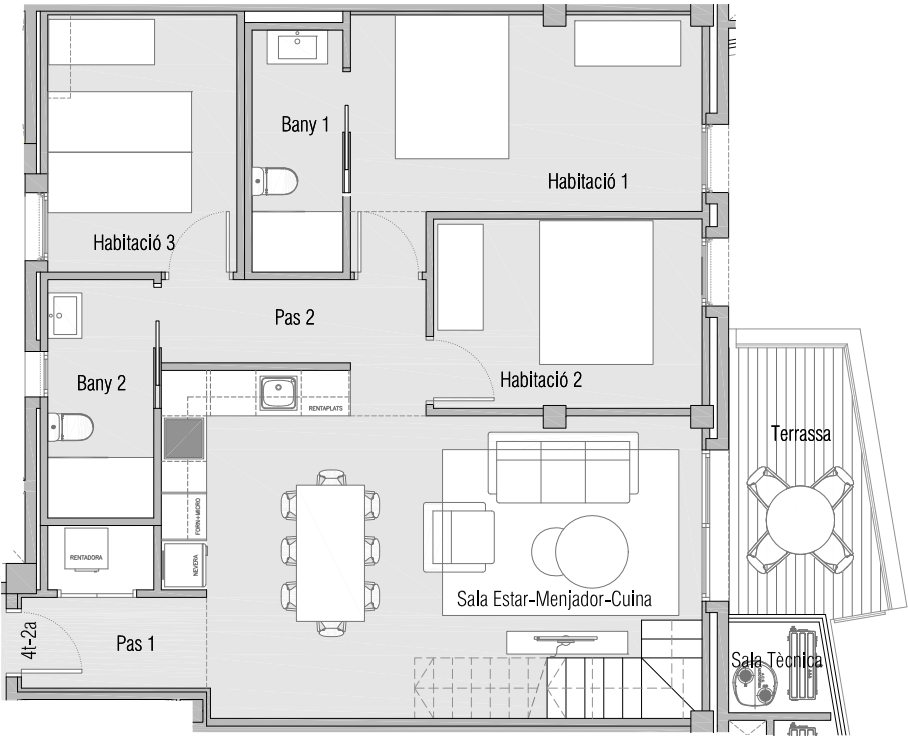 Bany 1
Habitació 1
Habitació 3
Pas 2
Bany 2
Habitació 2
RENTAPLATS
Terrassa
FORN+MICRO
RENTADORA
NEVERA
Sala Estar-Menjador-Cuina
4t-2a
Pas 1
Sala Tècnica